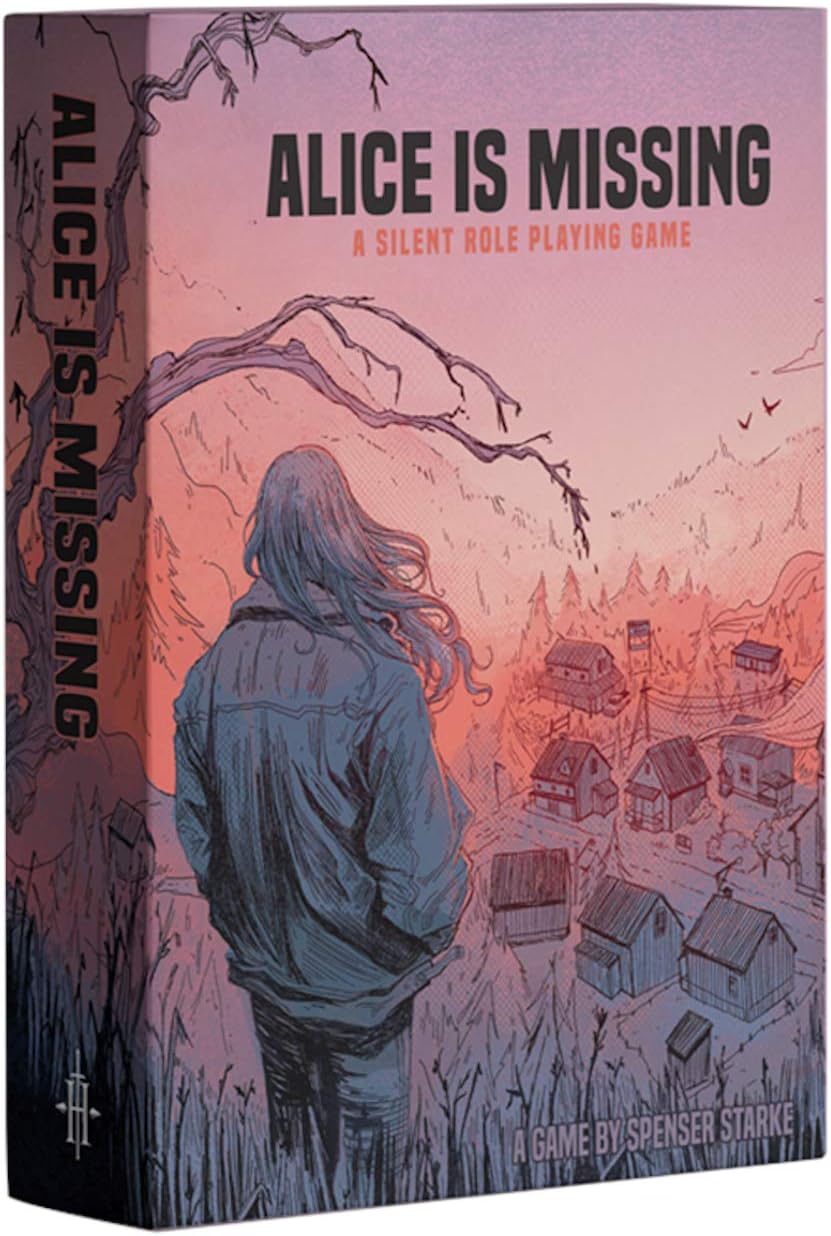 ALICE IS MISSING
ALICE IS MISSING
A SILENT ROLE PLAYING GAME
A GAME BY SPENSER STARKE